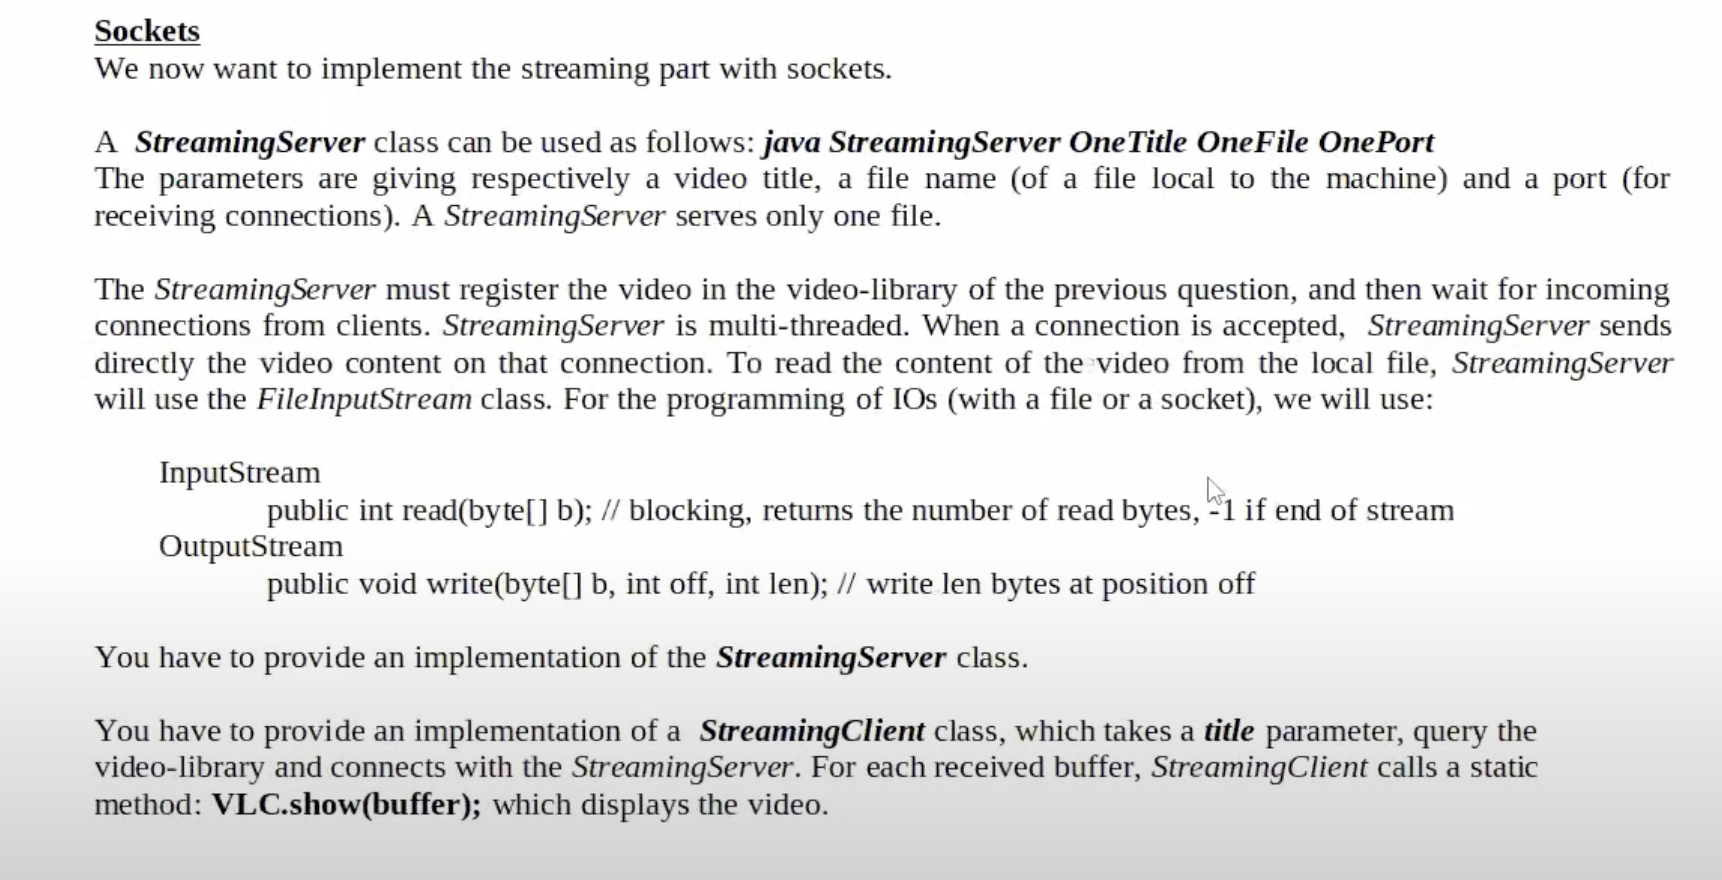 Sockets
We now want to implement the streaming part with sockets.
A StreamingServer class can be used as follows: java StreamingServer OneTitle OneFile OnePort
The parameters are giving respectively a video title, a file name (of a file local to the machine) and a port (for
receiving connections). A StreamingServer serves only one file.
The StreamingServer must register the video in the video-library of the previous question, and then wait for incoming
connections from clients. StreamingServer is multi-threaded. When a connection is accepted, StreamingServer sends
directly the video content on that connection. To read the content of the video from the local file, StreamingServer
will use the FileInputStream class. For the programming of IOs (with a file or a socket), we will use:
InputStream
public int read(byte[] b); // blocking, returns the number of read bytes, -1 if end of stream
OutputStream
public void write(byte[] b, int off, int len); // write len bytes at position off
You have to provide an implementation of the StreamingServer class.
You have to provide an implementation of a StreamingClient class, which takes a title parameter, query the
video-library and connects with the StreamingServer. For each received buffer, StreamingClient calls a static
method: VLC.show(buffer); which displays the video.